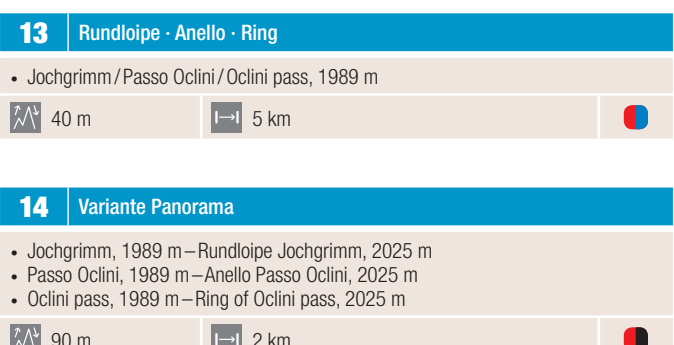 13 Rundloipe · Anello · Ring
• Jochgrimm/Passo Oclini/Oclini pass, 1989 m
40 m 5 km
14 Variante Panorama
• Jochgrimm, 1989 m–Rundloipe Jochgrimm, 2025 m
• Passo Oclini, 1989 m–Anello Passo Oclini, 2025 m
• Oclini pass, 1989 m–Ring of Oclini pass, 2025 m
90 m 2 km